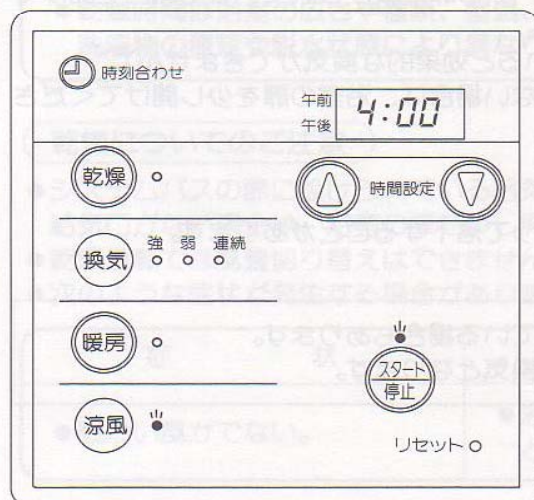 時刻合わせ
午前
午後
4:00
乾燥
時間設定
強 弱 連続
換気
暖房
スタート
停止
涼風
リセット